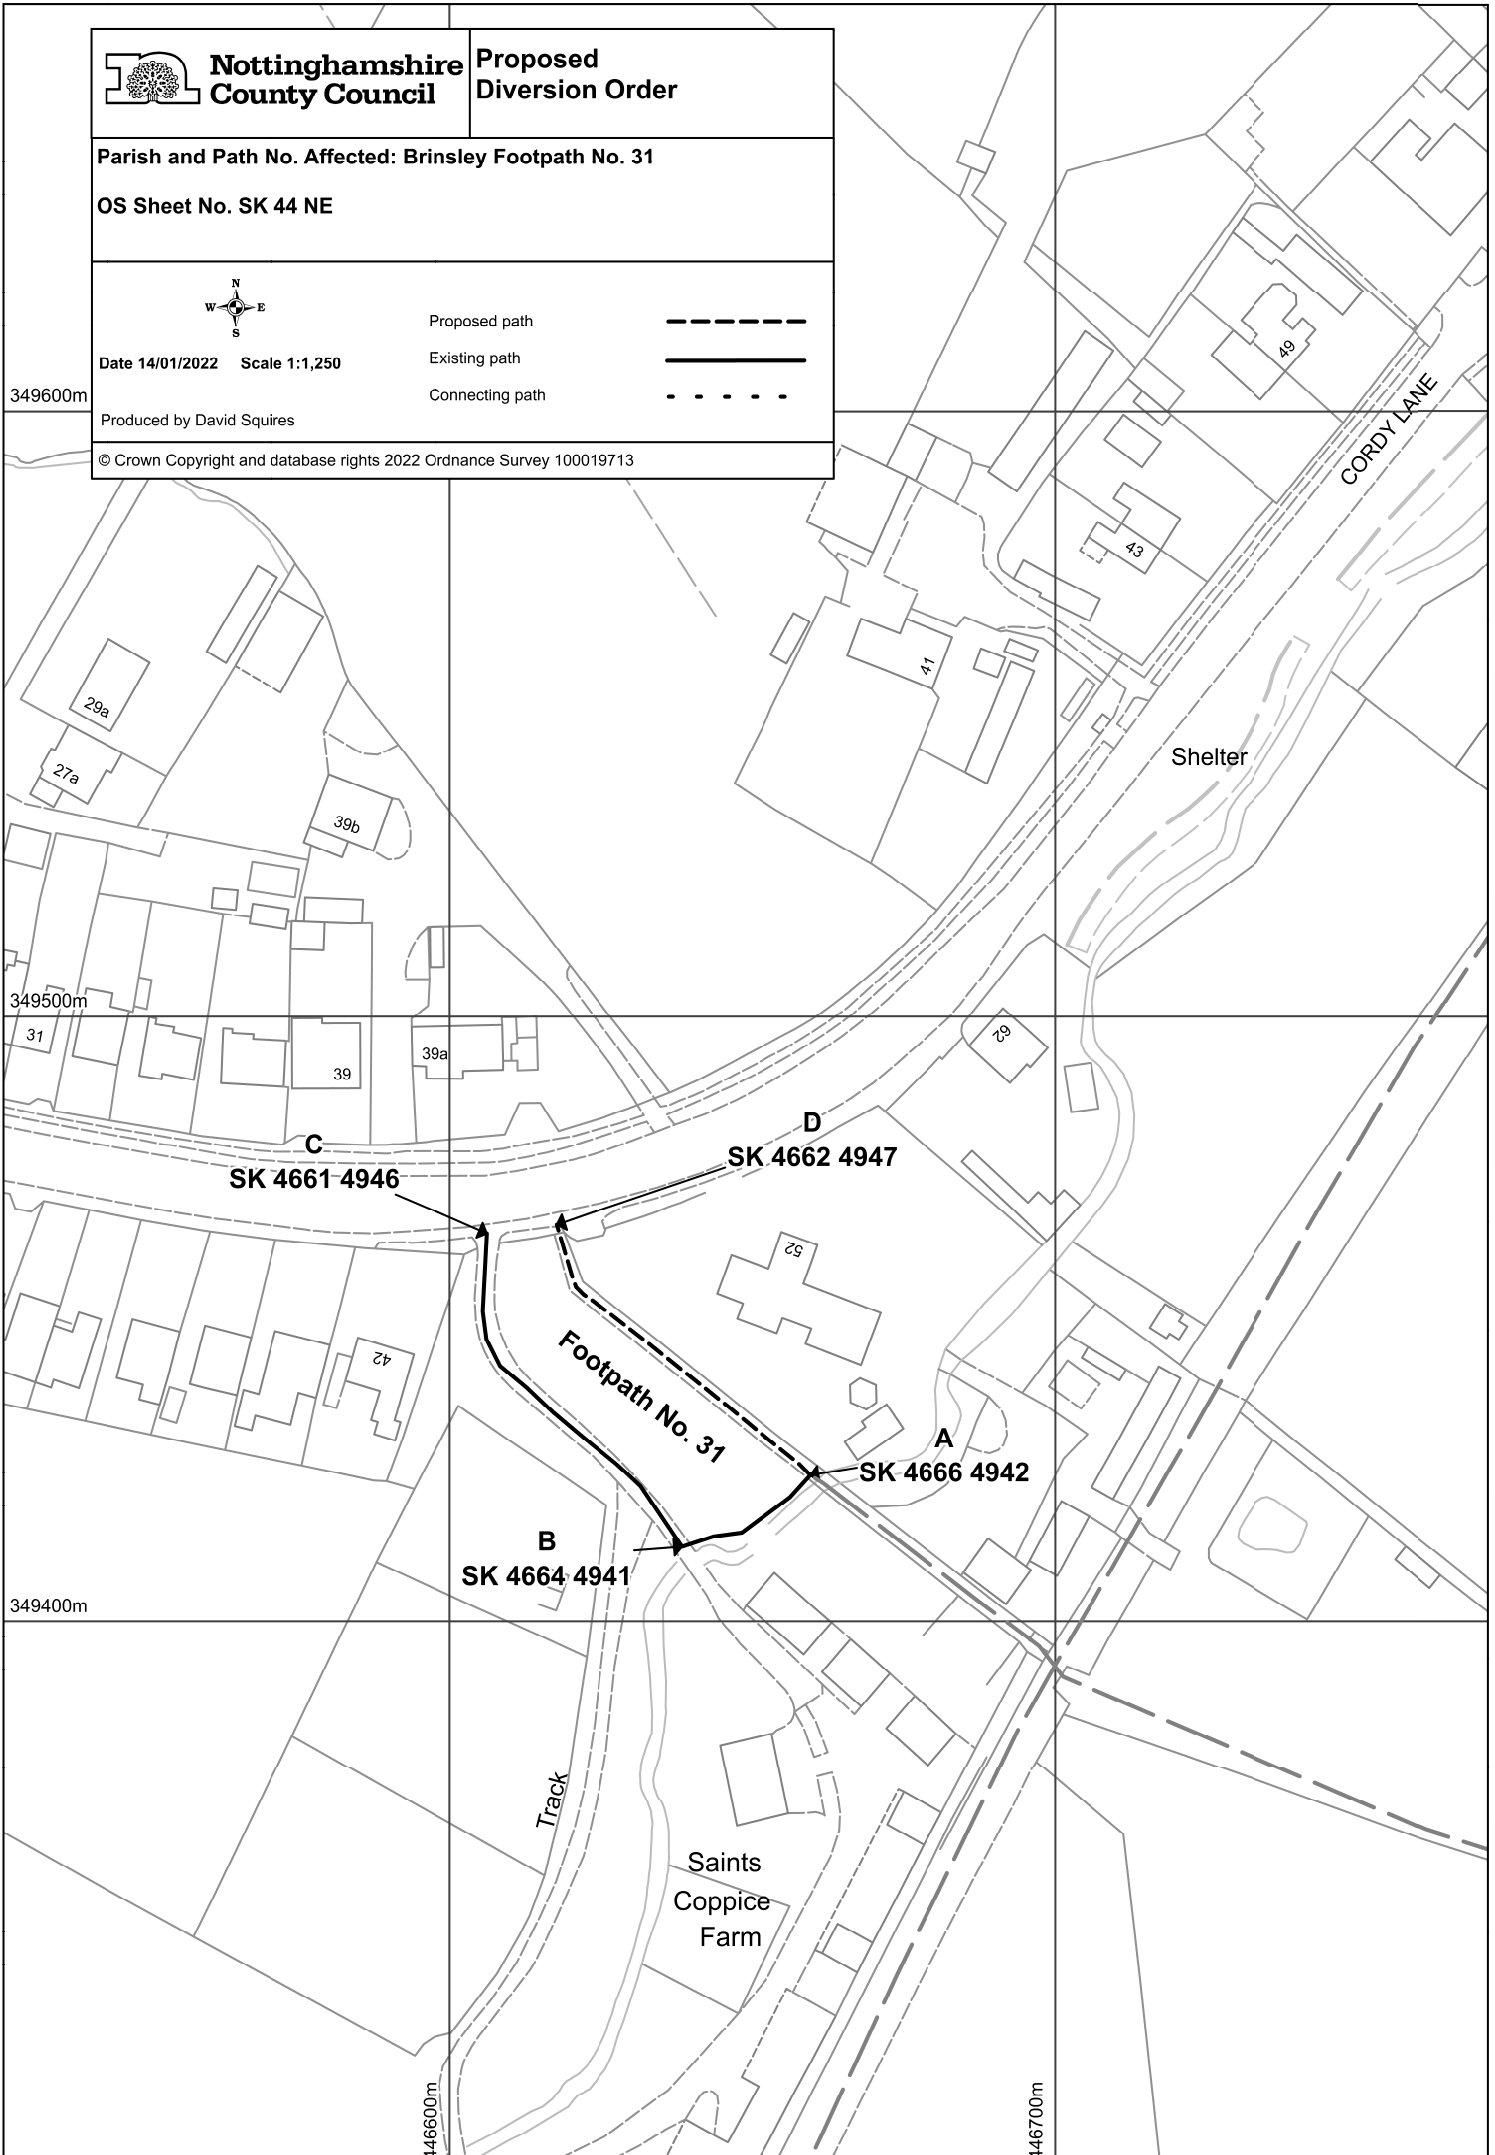 Nottinghamshire
County Council
Proposed
Diversion Order
Parish and Path No. Affected: Brinsley Footpath No. 31
OS Sheet No. SK 44 NE
N
W E
S
Date 14/01/2022 Scale 1:1,250
Proposed path
Existing path
Connecting path
Produced by David Squires
© Crown Copyright and database rights 2022 Ordnance Survey 100019713
349600m
49
CORDY LANE
43
41
29a
27a
39b
Shelter
349500m
31
39
39a
62
C
SK 4661 4946
D
SK 4662 4947
52
42
Footpath No. 31
A
SK 4666 4942
B
SK 4664 4941
349400m
Track
Saints
Coppice
Farm
446600m
446700m